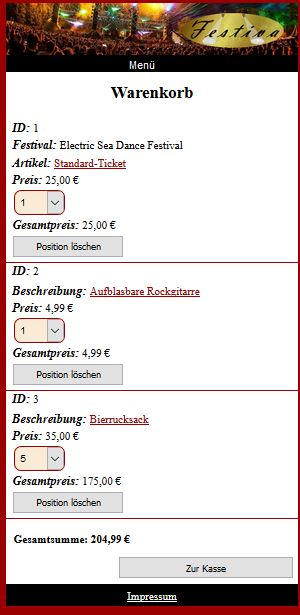 Festiva
Menü
Warenkorb
ID: 1
Festival: Electric Sea Dance Festival
Artikel: Standard-Ticket
Preis: 25,00 €
1
Gesamtpreis: 25,00 €
Position löschen
ID: 2
Beschreibung: Aufblasbare Rockgitarre
Preis: 4,99 €
1
Gesamtpreis: 4,99 €
Position löschen
ID: 3
Beschreibung: Bierrucksack
Preis: 35,00 €
5
Gesamtpreis: 175,00 €
Position löschen
Gesamtsumme: 204,99 €
Zur Kasse
Impressum